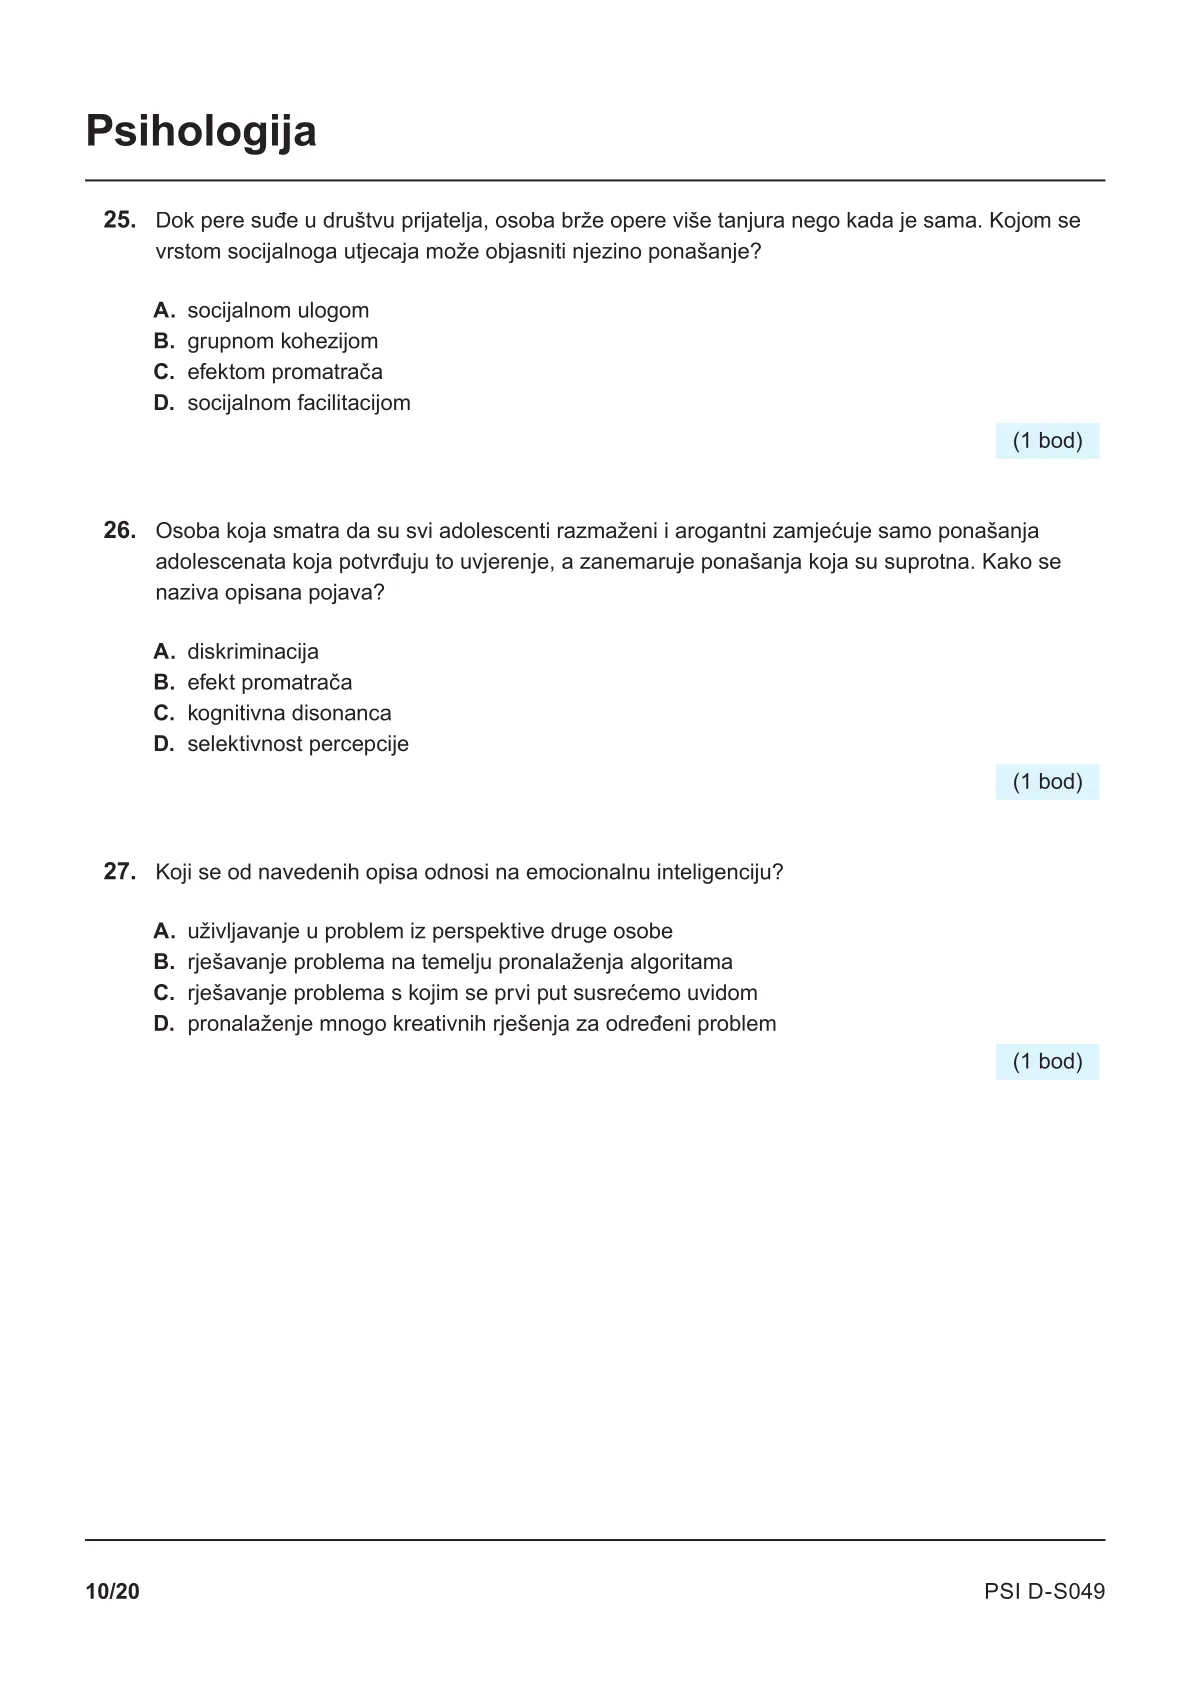 Psihologija
25. Dok pere suđe u društvu prijatelja, osoba brže opere više tanjura nego kada je sama. Kojom se
vrstom socijalnoga utjecaja može objasniti njezino ponašanje?
A. socijalnom ulogom
B. grupnom kohezijom
C. efektom promatrača
D. socijalnom facilitacijom
(1 bod)
26. Osoba koja smatra da su svi adolescenti razmaženi i arogantni zamjećuje samo ponašanja
adolescenata koja potvrđuju to uvjerenje, a zanemaruje ponašanja koja su suprotna. Kako se
naziva opisana pojava?
A. diskriminacija
B. efekt promatrača
C. kognitivna disonanca
D. selektivnost percepcije
(1 bod)
27. Koji se od navedenih opisa odnosi na emocionalnu inteligenciju?
A. uživljavanje u problem iz perspektive druge osobe
B. rješavanje problema na temelju pronalaženja algoritama
C. rješavanje problema s kojim se prvi put susrećemo uvidom
D. pronalaženje mnogo kreativnih rješenja za određeni problem
(1 bod)
10/20
PSI D-S049